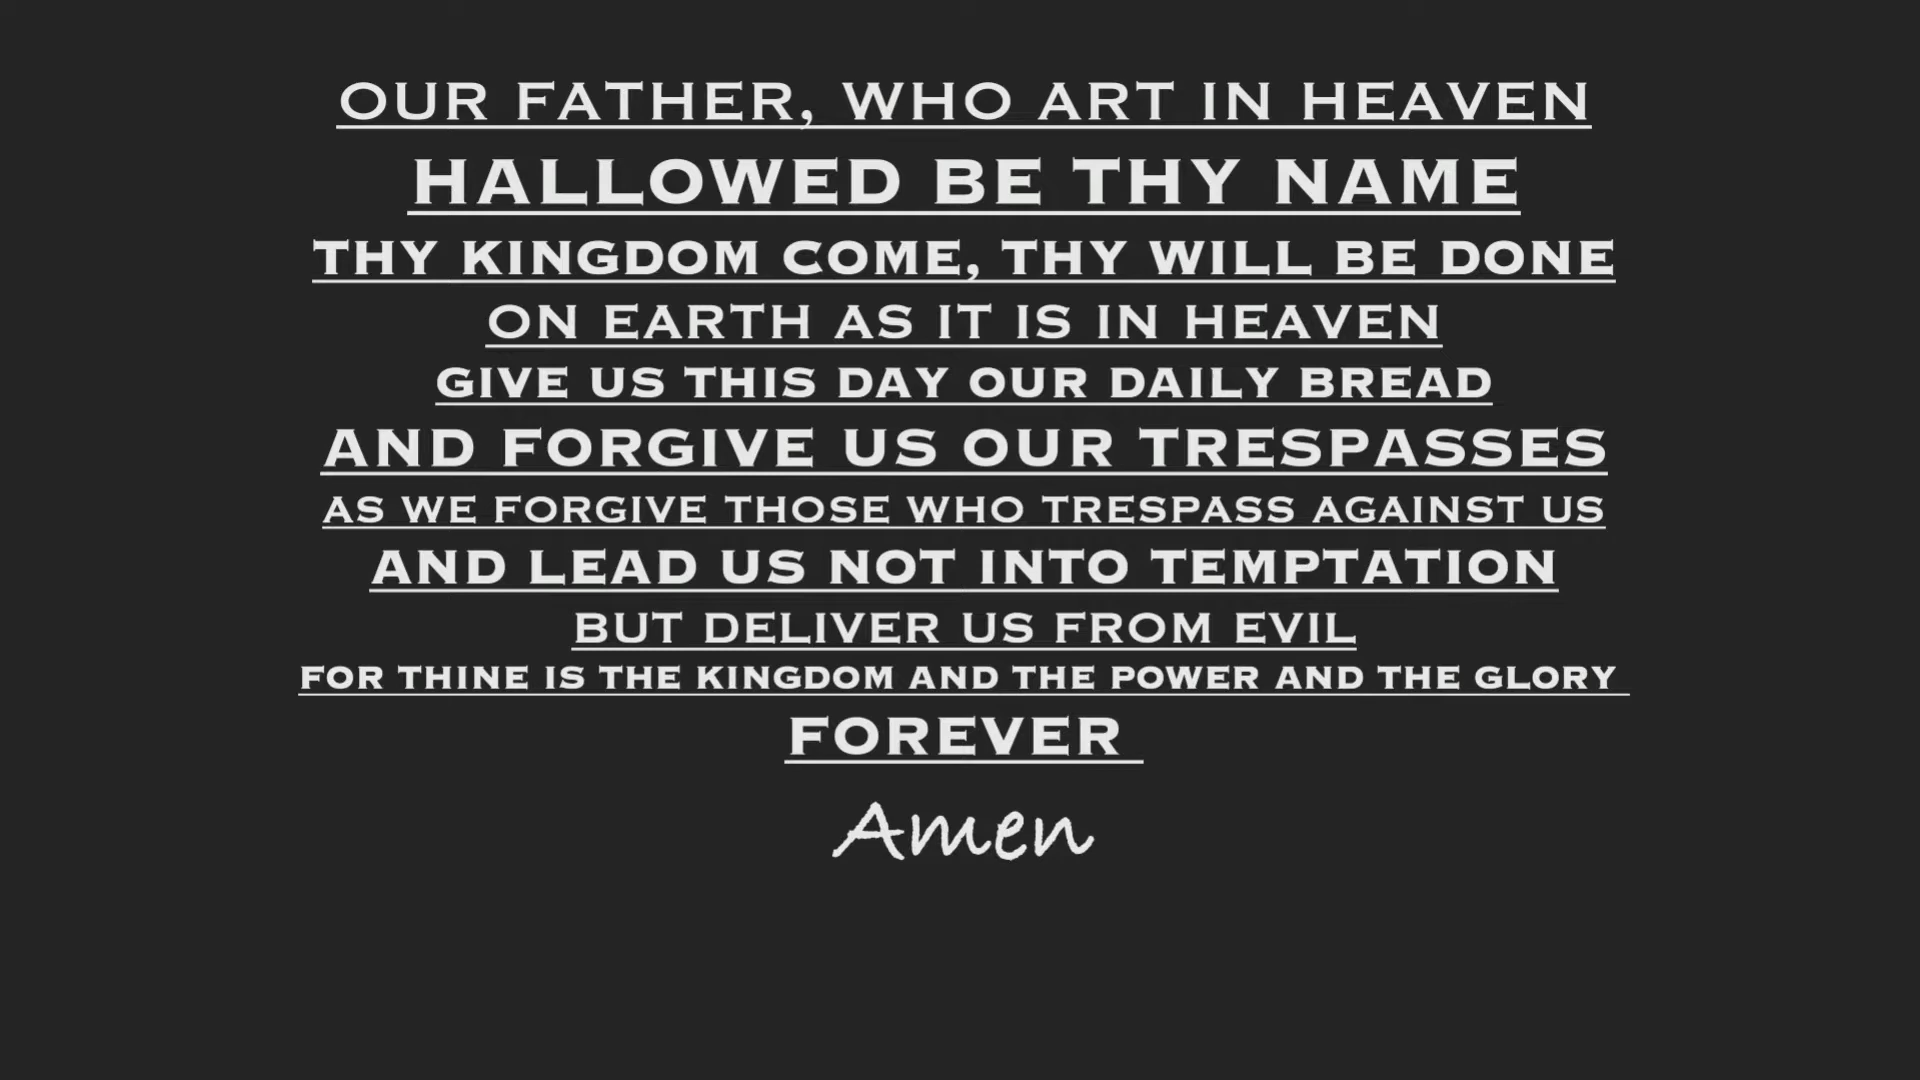 OUR FATHER, WHO ART IN HEAVEN
HALLOWED BE THY NAME
THY KINGDOM COME, THY WILL BE DONE
ON EARTH AS IT IS IN HEAVEN
GIVE US THIS DAY OUR DAILY BREAD
AND FORGIVE US OUR TRESPASSES
AS WE FORGIVE THOSE WHO TRESPASS AGAINST US
AND LEAD US NOT INTO TEMPTATION
BUT DELIVER US FROM EVIL
FOR THINE IS THE KINGDOM AND THE POWER AND THE GLORY
FOREVER
Amen